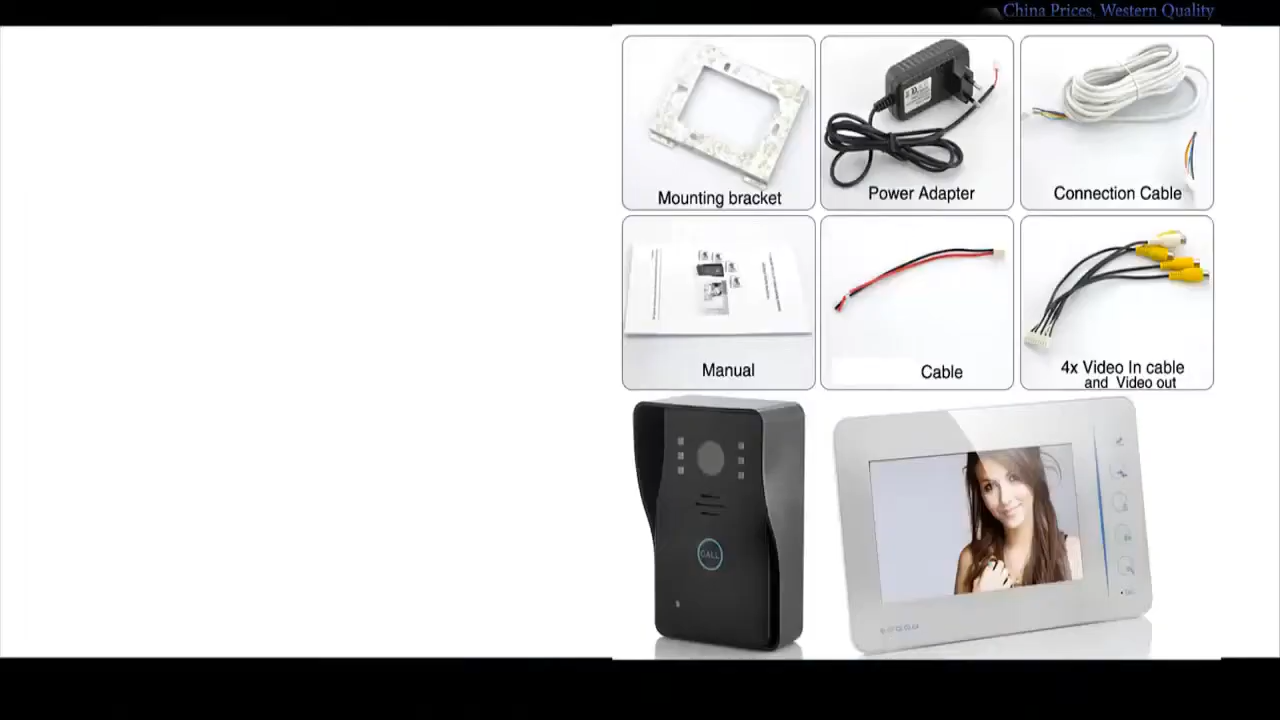 China Prices, Western Quality
Mounting bracket
Power Adapter
Connection Cable
Manual
Cable
4x Video In cable
and Video out
CALL